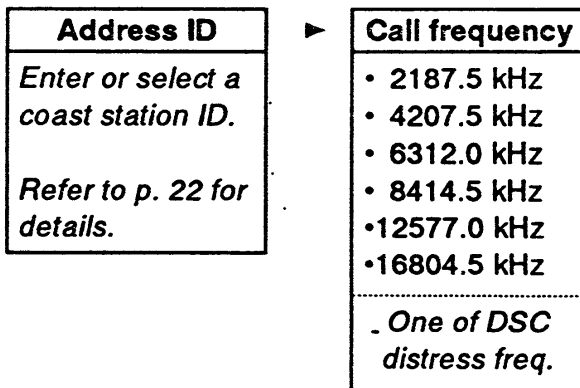 Address ID
Enter or select a
coast station ID.
Refer to p. 22 for
details.
Call frequency
• 2187.5 kHz
• 4207.5 kHz
• 6312.0 kHz
• 8414.5 kHz
•12577.0 kHz
•16804.5 kHz
One of DSC
distress freq.